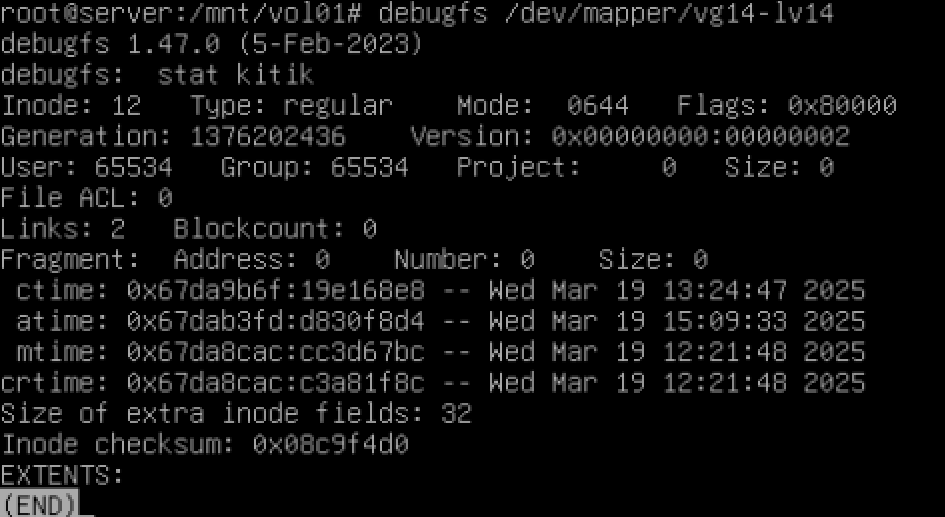 root@server:/mnt/vol01# debugfs /dev/mapper/vg14-lv14
debugfs 1.47.0 (5-Feb-2023)
debugfs:  stat kitik
Inode: 12   Type: regular    Mode:  0644   Flags: 0x80000
Generation: 1376202436    Version: 0x00000000:00000002
User: 65534   Group: 65534   Project:     0   Size: 0
File ACL: 0
Links: 2   Blockcount: 0
Fragment:  Address: 0    Number: 0    Size: 0
 ctime: 0x67da9b6f:19e168e8 -- Wed Mar 19 13:24:47 2025
 atime: 0x67dab3fd:d830f8d4 -- Wed Mar 19 15:09:33 2025
 mtime: 0x67da8cac:cc3d67bc -- Wed Mar 19 12:21:48 2025
crtime: 0x67da8cac:c3a81f8c -- Wed Mar 19 12:21:48 2025
Size of extra inode fields: 32
Inode checksum: 0x08c9f4d0
EXTENTS:
(END)